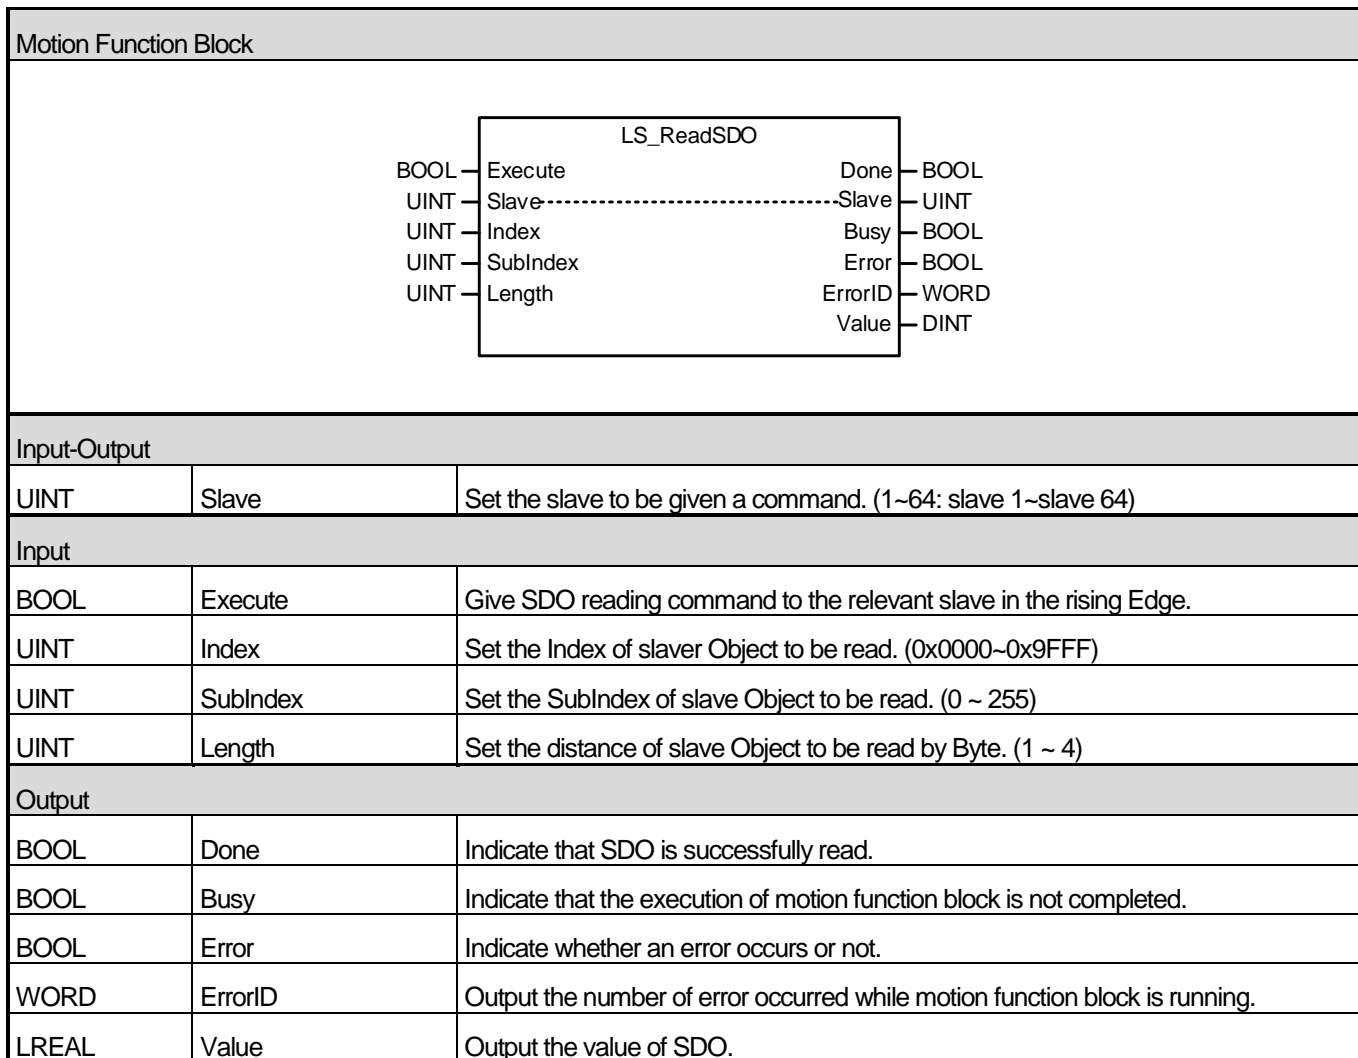 Motion Function Block
LS_ReadSDO
BOOL Execute Done BOOL
UINT Slave Slave UINT
UINT Index Busy BOOL
UINT SubIndex Error BOOL
UINT Length ErrorID WORD
Value DINT
Input-Output
UINT Slave Set the slave to be given a command. (1~64: slave 1~slave 64)
Input
BOOL Execute Give SDO reading command to the relevant slave in the rising Edge.
UINT Index Set the Index of slaver Object to be read. (0x0000~0x9FFF)
UINT SubIndex Set the SubIndex of slave Object to be read. (0 ~ 255)
UINT Length Set the distance of slave Object to be read by Byte. (1 ~ 4)
Output
BOOL Done Indicate that SDO is successfully read.
BOOL Busy Indicate that the execution of motion function block is not completed.
BOOL Error Indicate whether an error occurs or not.
WORD ErrorID Output the number of error occurred while motion function block is running.
LREAL Value Output the value of SDO.